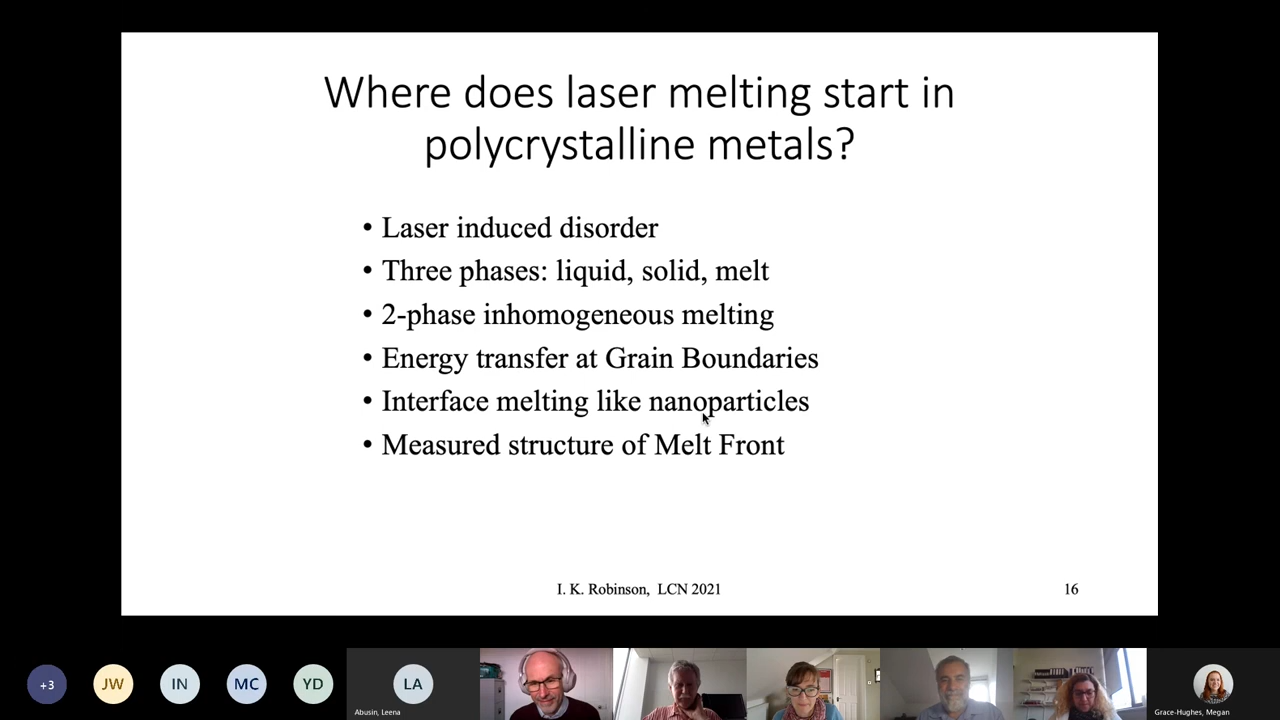 Where does laser melting start in
polycrystalline metals?
• Laser induced disorder
• Three phases: liquid, solid, melt
• 2-phase inhomogeneous melting
• Energy transfer at Grain Boundaries
• Interface melting like nanoparticles
• Measured structure of Melt Front
I. K. Robinson, LCN 2021
16
+3
JW
IN
MC
YD
LA
Abusin, Leena
Grace-Hughes, Megan